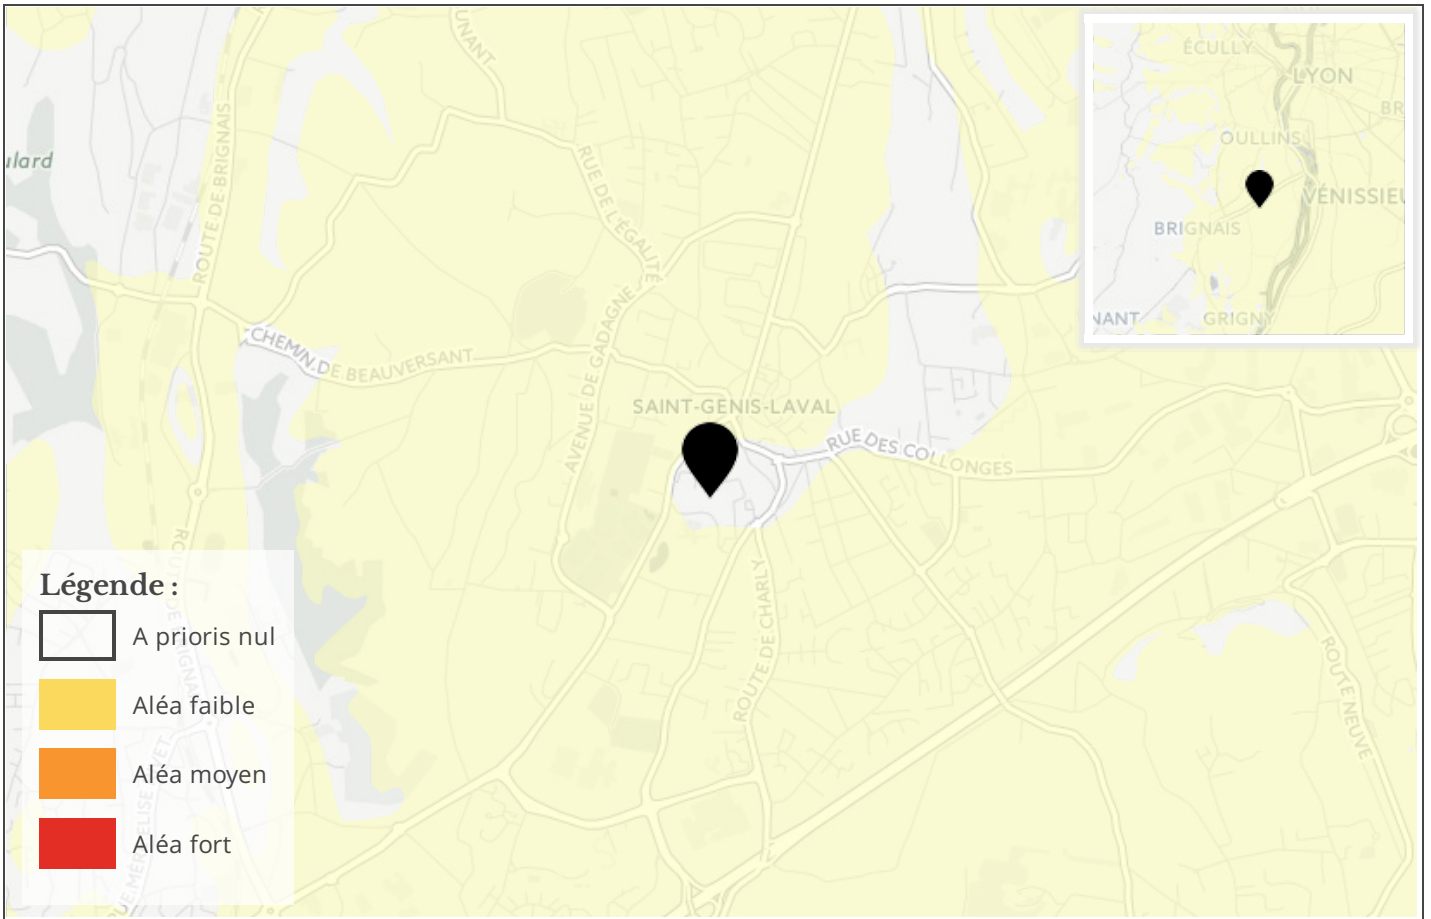 UNANT
ÉCULLY
LYON
BR
OULLINS
VÉNISSIEU
BRIGNAIS
NANT
GRIGNY
ulard
ROUTE DE BRIGNAIS
RUE DE L'ÉGALITÉ
CHEMIN DE BEAUVERSANT
AVENUE DE GADAGNE
SAINT-GENIS-LAVAL
RUE DES COLLONGES
ROUTE DE CHARLY
ROUTE NEUVE
Légende :
A prioris nul
Aléa faible
Aléa moyen
Aléa fort